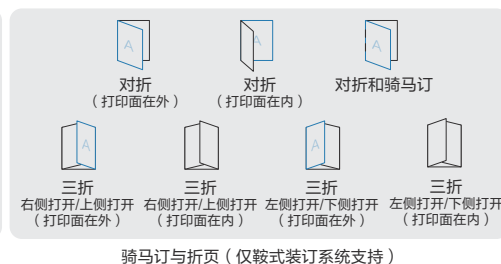 A
A
A
对折
对折
对折和骑马订
（打印面在外）
（打印面在内）
A
A
三折
三折
三折
三折
右侧打开/上侧打开
右侧打开/上侧打开
左侧打开/下侧打开
左侧打开/下侧打开
（打印面在外）
（打印面在内）
（打印面在外）
（打印面在内）
骑马订与折页（仅鞍式装订系统支持）